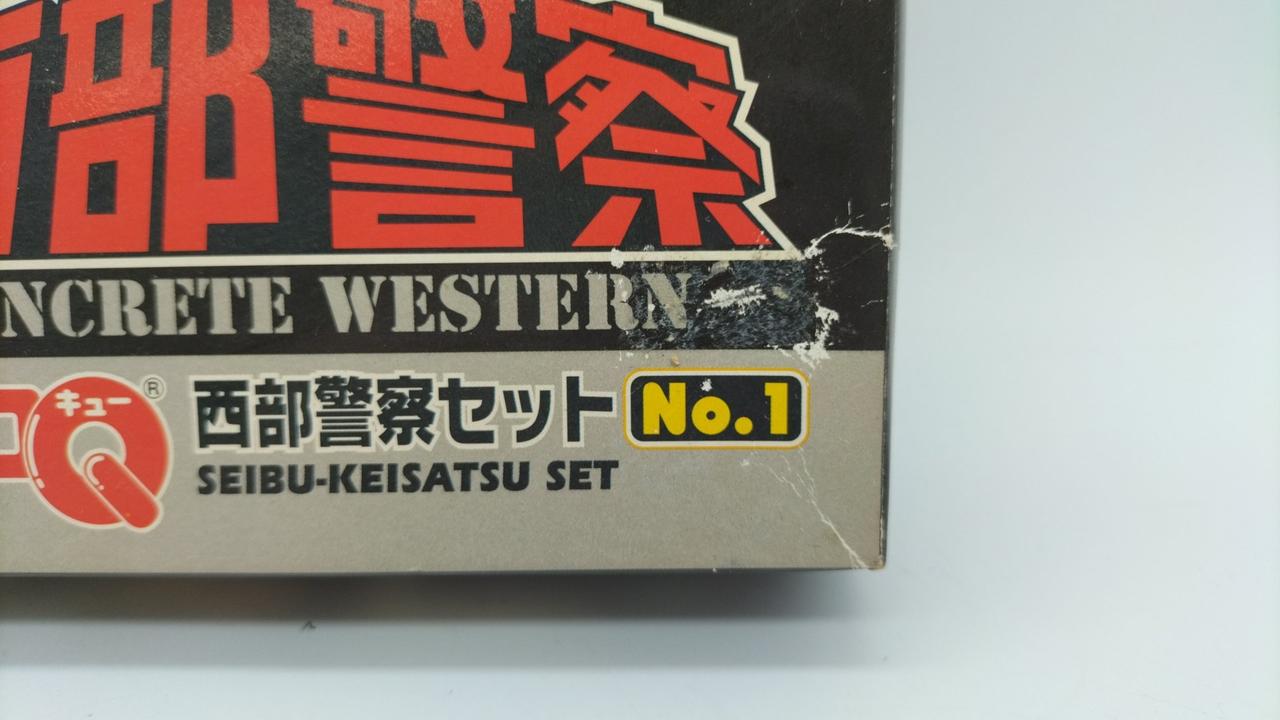 部警察
NCRETE WESTERN
キュー
Q®
西部警察セット No.1
SEIBU-KEISATSU SET